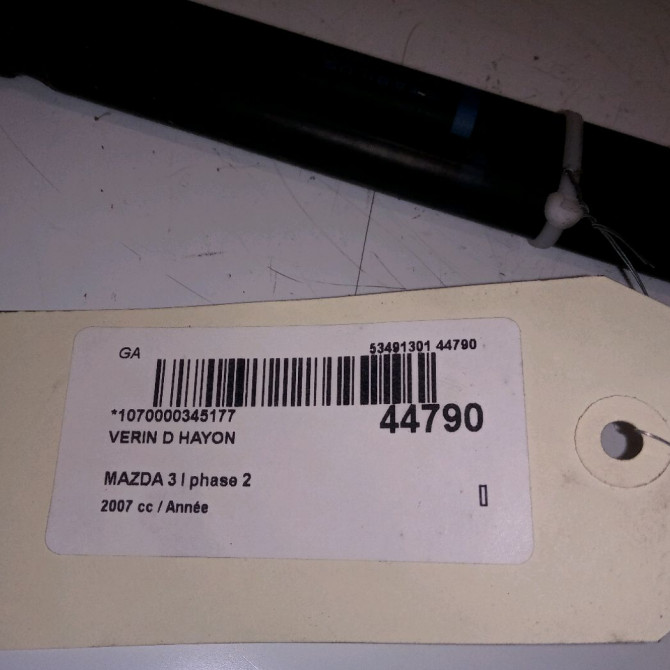 GA
53491301 44790
*1070000345177
44790
VERIN D HAYON
MAZDA 3 I phase 2
2007 cc / Année